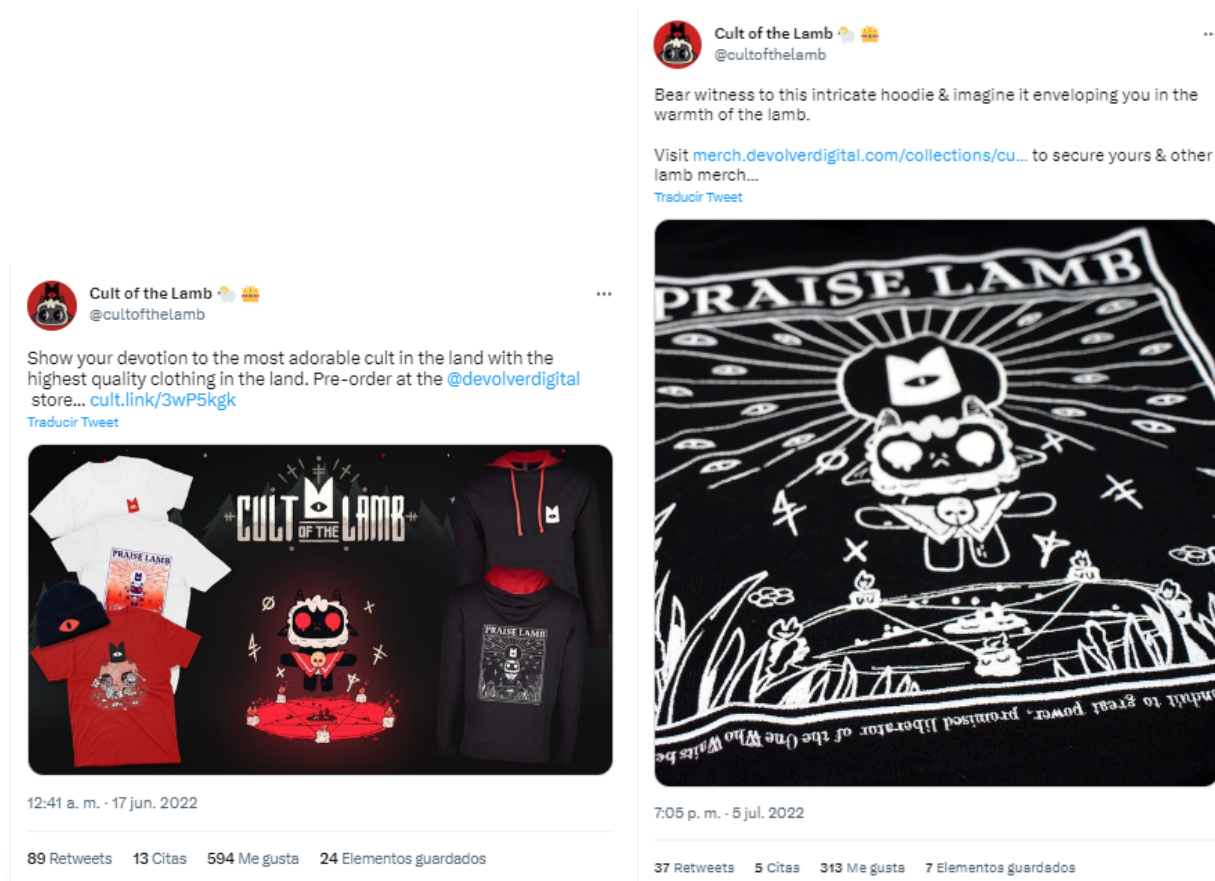 Cult of the Lamb 🐑 👑
@cultofthelamb
Show your devotion to the most adorable cult in the land with the
highest quality clothing in the land. Pre-order at the @devolverdigital
store... cult.link/3wP5kgk
Traducir Tweet
PRAISE LAMB
CULT OF THE LAMB
PRAISE LAMB
12:41 a. m. · 17 jun. 2022
89 Retweets 13 Citas 594 Me gusta 24 Elementos guardados
Cult of the Lamb 🐑 👑
@cultofthelamb
Bear witness to this intricate hoodie & imagine it enveloping you in the
warmth of the lamb.
Visit merch.devolverdigital.com/collections/cu... to secure yours & other
lamb merch...
Traducir Tweet
PRAISE LAMB
to great power, promised liberator of the One Who Waits
7:05 p. m. · 5 jul. 2022
37 Retweets 5 Citas 313 Me gusta 7 Elementos guardados